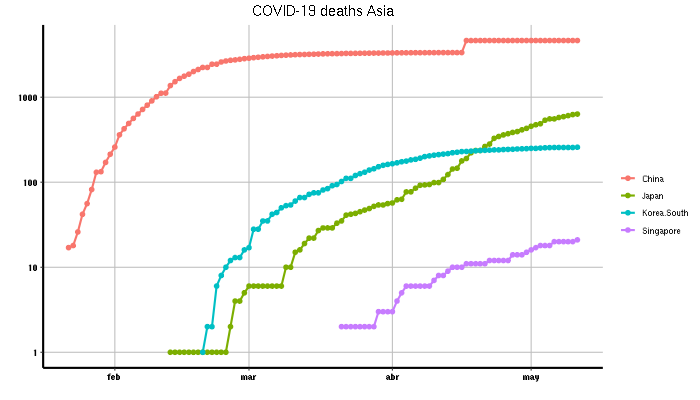 COVID-19 deaths Asia
1000
100
10
1
feb
mar
abr
may
China
Japan
Korea.South
Singapore